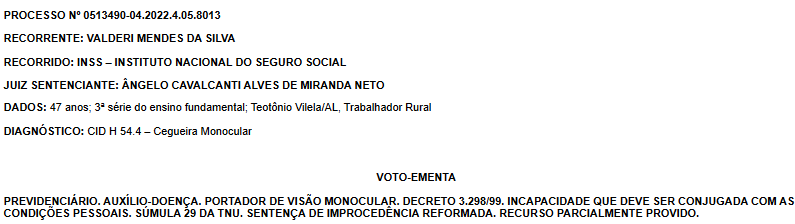 PROCESSO Nº 0513490-04.2022.4.05.8013
RECORRENTE: VALDERI MENDES DA SILVA
RECORRIDO: INSS – INSTITUTO NACIONAL DO SEGURO SOCIAL
JUIZ SENTENCIANTE: ÂNGELO CAVALCANTI ALVES DE MIRANDA NETO
DADOS: 47 anos; 3ª série do ensino fundamental; Teotônio Vilela/AL, Trabalhador Rural
DIAGNÓSTICO: CID H 54.4 – Cegueira Monocular
VOTO-EMENTA
PREVIDENCIÁRIO. AUXÍLIO-DOENÇA. PORTADOR DE VISÃO MONOCULAR. DECRETO 3.298/99. INCAPACIDADE QUE DEVE SER CONJUGADA COM AS
CONDIÇÕES PESSOAIS. SÚMULA 29 DA TNU. SENTENÇA DE IMPROCEDÊNCIA REFORMADA. RECURSO PARCIALMENTE PROVIDO.